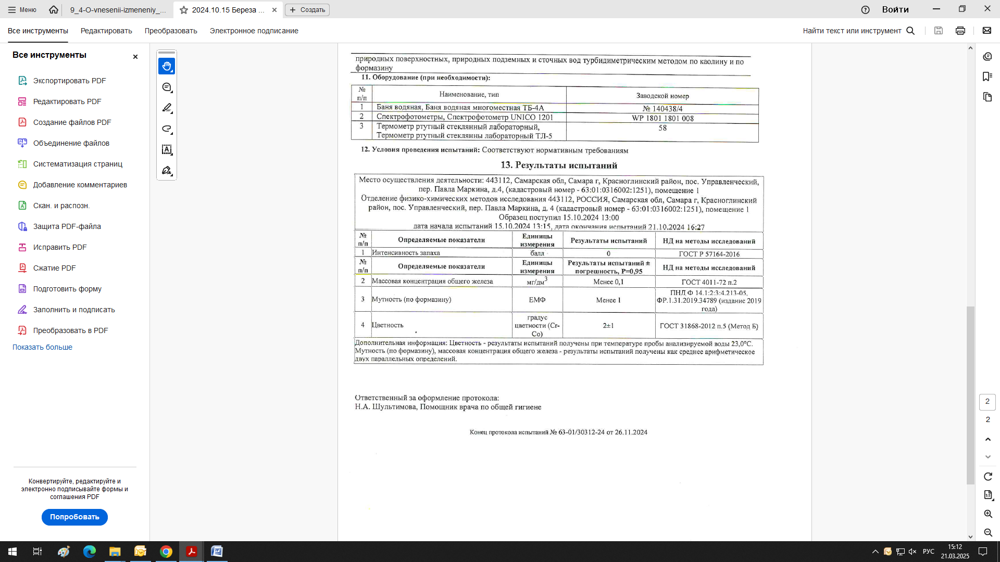 Меню
9_4-O-vnesenii-izmeneniy_...
2024.10.15 Береза ...
Создать
Войти
Все инструменты
Редактировать
Преобразовать
Электронное подписание
Найти текст или инструмент
Все инструменты
Экспортировать PDF
Редактировать PDF
Создание файлов PDF
Объединение файлов
Систематизация страниц
Добавление комментариев
Скан. и распозн.
Защита PDF-файла
Исправить PDF
Сжатие PDF
Подготовить форму
Заполнить и подписать
Преобразовать в PDF
Показать больше
Конвертируйте, редактируйте и
электронно подписывайте формы и
соглашения PDF
Попробовать
природных поверхностных, природных подземных и сточных вод турбидиметрическим методом по каолину и по
формазину
11. Оборудование (при необходимости):
№ п/п Наименование, тип Заводской номер
1 Баня водяная, Баня водяная многоместная ТБ-4А № 140438/4
2 Спектрофотометры, Спектрофотометр UNICO 1201 WP 1801 1801 008
3 Термометр ртутный стеклянный лабораторный, 58
Термометр ртутный стеклянны лабораторный ТЛ-5
12. Условия проведения испытаний: Соответствуют нормативным требованиям
13. Результаты испытаний
Место осуществления деятельности: 443112, Самарская обл, Самара г, Красноглинский район, пос. Управленческий,
пер. Павла Маркина, д.4, (кадастровый номер - 63:01:0316002:1251), помещение 1
Отделение физико-химических методов исследования 443112, РОССИЯ, Самарская обл, Самара г, Красноглинский
район, пос. Управленческий, пер. Павла Маркина, д. 4 (кадастровый номер - 63:01:0316002:1251), помещение 1
Образец поступил 15.10.2024 13:00
дата начала испытаний 15.10.2024 13:15, дата окончания испытаний 21.10.2024 16:27
№ п/п Определяемые показатели Единицы измерения Результаты испытаний НД на методы исследований
1 Интенсивность запаха балл 0 ГОСТ Р 57164-2016
№ п/п Определяемые показатели Единицы измерения Результаты испытаний ± погрешность, Р=0,95 НД на методы исследований
2 Массовая концентрация общего железа мг/дм3 Менее 0,1 ГОСТ 4011-72 п.2
3 Мутность (по формазину) ЕМФ Менее 1 ПНД Ф 14.1:2:3:4.213-05, ФР.1.31.2019.34789 (издание 2019 года)
4 Цветность градус цветности (Cr-Co) 2±1 ГОСТ 31868-2012 п.5 (Метод Б)
Дополнительная информация: Цветность - результаты испытаний получены при температуре пробы анализируемой воды 23,0°С.
Мутность (по формазину), массовая концентрация общего железа - результаты испытаний получены как среднее арифметическое
двух параллельных определений.
Ответственный за оформление протокола:
Н.А. Шультимова, Помощник врача по общей гигиене
Конец протокола испытаний № 63-01/30312-24 от 26.11.2024
2
2
РУС
15:12
21.03.2025